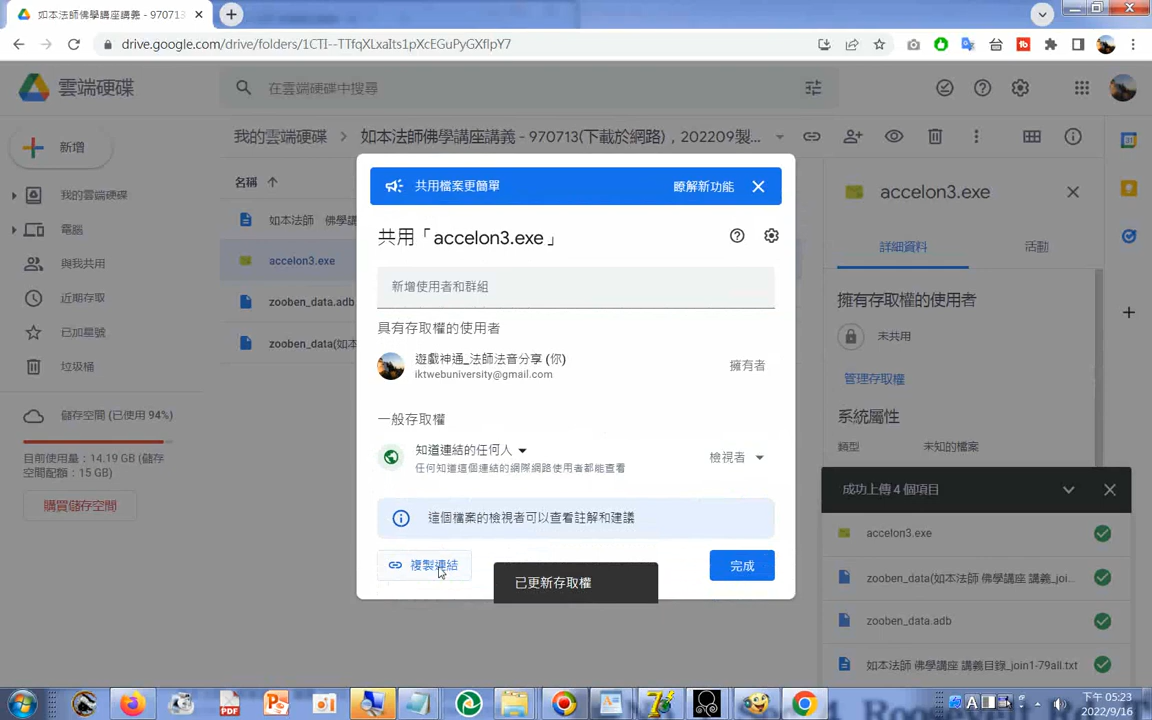 如本法師佛學講座講義 - 970713
drive.google.com/drive/folders/1CTI--TTfqXLxaIts1pXcEGuPyGXflpY7
雲端硬碟
在雲端硬碟中搜尋
新增
我的雲端硬碟
如本法師佛學講座講義 - 970713(下載於網路)，202209製...
名稱
我的雲端硬碟
電腦
與我共用
近期存取
已加星號
垃圾桶
儲存空間 (已使用 94%)
目前使用量：14.19 GB (儲存
空間配額：15 GB)
購買儲存空間
如本法師 佛學講
accelon3.exe
zooben_data.adb
zooben_data(如本
共用檔案更簡單
瞭解新功能
共用「accelon3.exe」
新增使用者和群組
具有存取權的使用者
遊戲神通_法師法音分享 (你)
iktwebuniversity@gmail.com
擁有者
一般存取權
知道連結的任何人
任何知道這個連結的網際網路使用者都能查看
檢視者
這個檔案的檢視者可以查看註解和建議
複製連結
完成
已更新存取權
accelon3.exe
詳細資料
活動
擁有存取權的使用者
未共用
管理存取權
系統屬性
類型
未知的檔案
成功上傳 4 個項目
accelon3.exe
zooben_data(如本法師 佛學講座 講義_joi...
zooben_data.adb
如本法師 佛學講座 講義目錄_join1-79all.txt
下午 05:23
2022/9/16